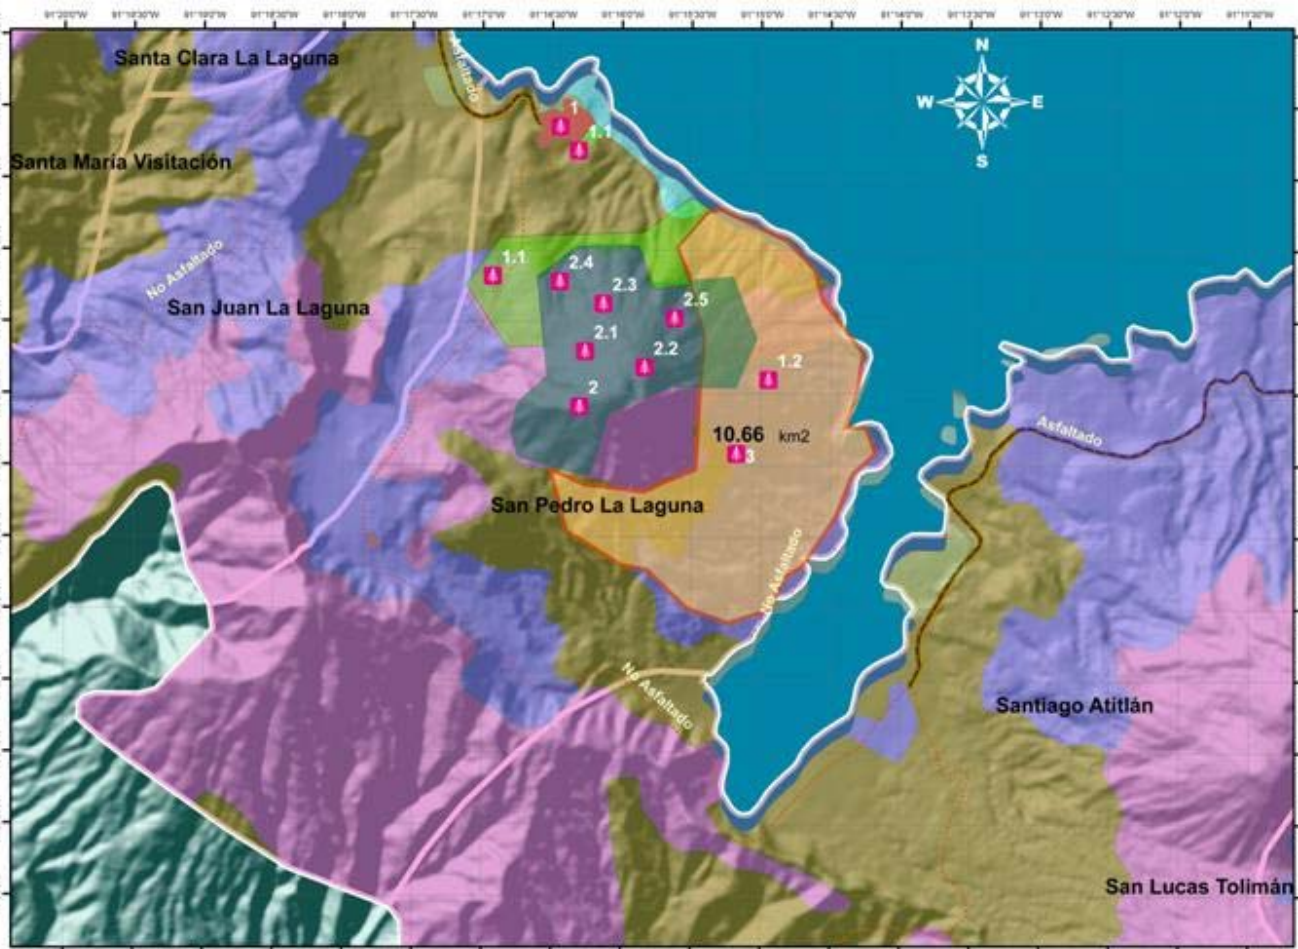 Santa Clara La Laguna
Asfaltado
N
W E
S
1
1.1
Santa María Visitación
No Asfaltado
San Juan La Laguna
1.1
2.4
2.3
2.5
2.1
2.2
1.2
2
10.66 km2
3
Asfaltado
San Pedro La Laguna
No Asfaltado
No Asfaltado
Santiago Atitlán
San Lucas Tolimán